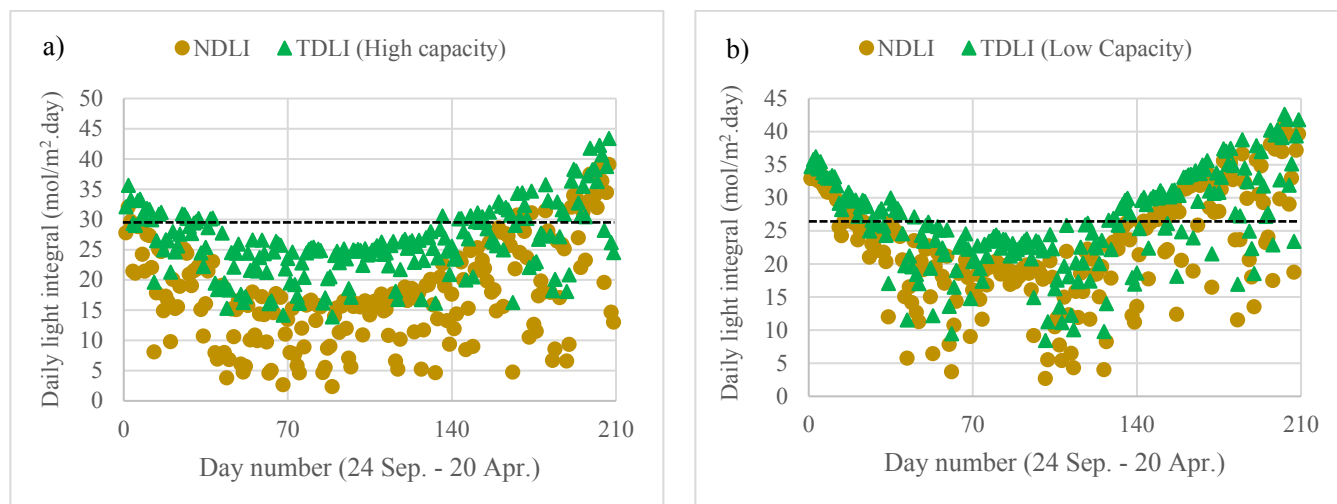 a)
NDLI TDLI (High capacity)
50
45
40
35
30
25
20
15
10
5
0
Daily light integral (mol/m².day)
0 70 140 210
Day number (24 Sep. - 20 Apr.)
b)
NDLI TDLI (Low Capacity)
45
40
35
30
25
20
15
10
5
0
Daily light integral (mol/m².day)
0 70 140 210
Day number (24 Sep. - 20 Apr.)